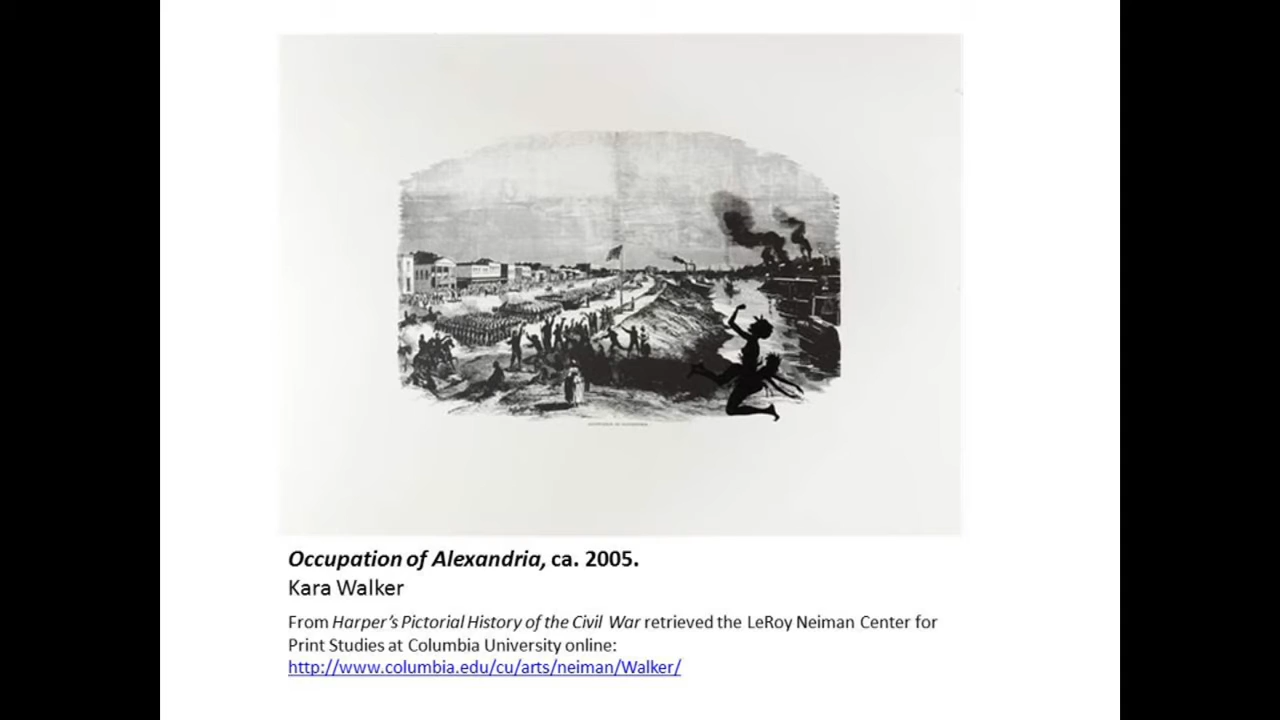 Occupation of Alexandria, ca. 2005.
Kara Walker
From Harper's Pictorial History of the Civil War retrieved the LeRoy Neiman Center for
Print Studies at Columbia University online:
http://www.columbia.edu/cu/arts/neiman/Walker/